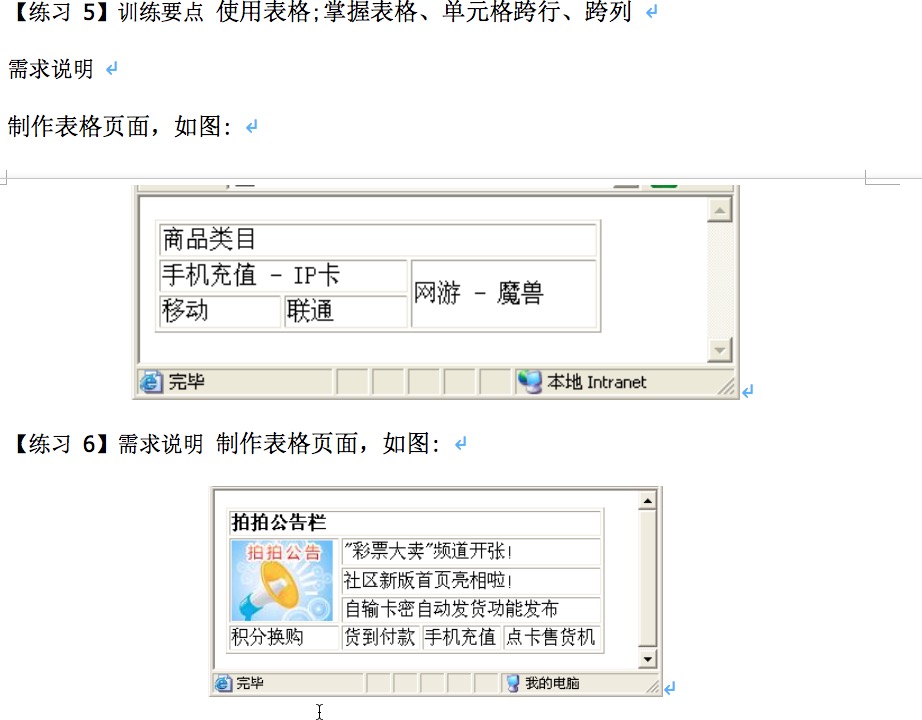 【练习 5】训练要点 使用表格;掌握表格、单元格跨行、跨列
需求说明
制作表格页面，如图:
商品类目
手机充值 - IP卡
网游 - 魔兽
移动 联通
完毕 本地 Intranet
【练习 6】需求说明 制作表格页面，如图:
拍拍公告栏
拍拍公告
"彩票大卖"频道开张!
社区新版首页亮相啦!
自输卡密自动发货功能发布
积分换购 货到付款 手机充值 点卡售货机
完毕 我的电脑